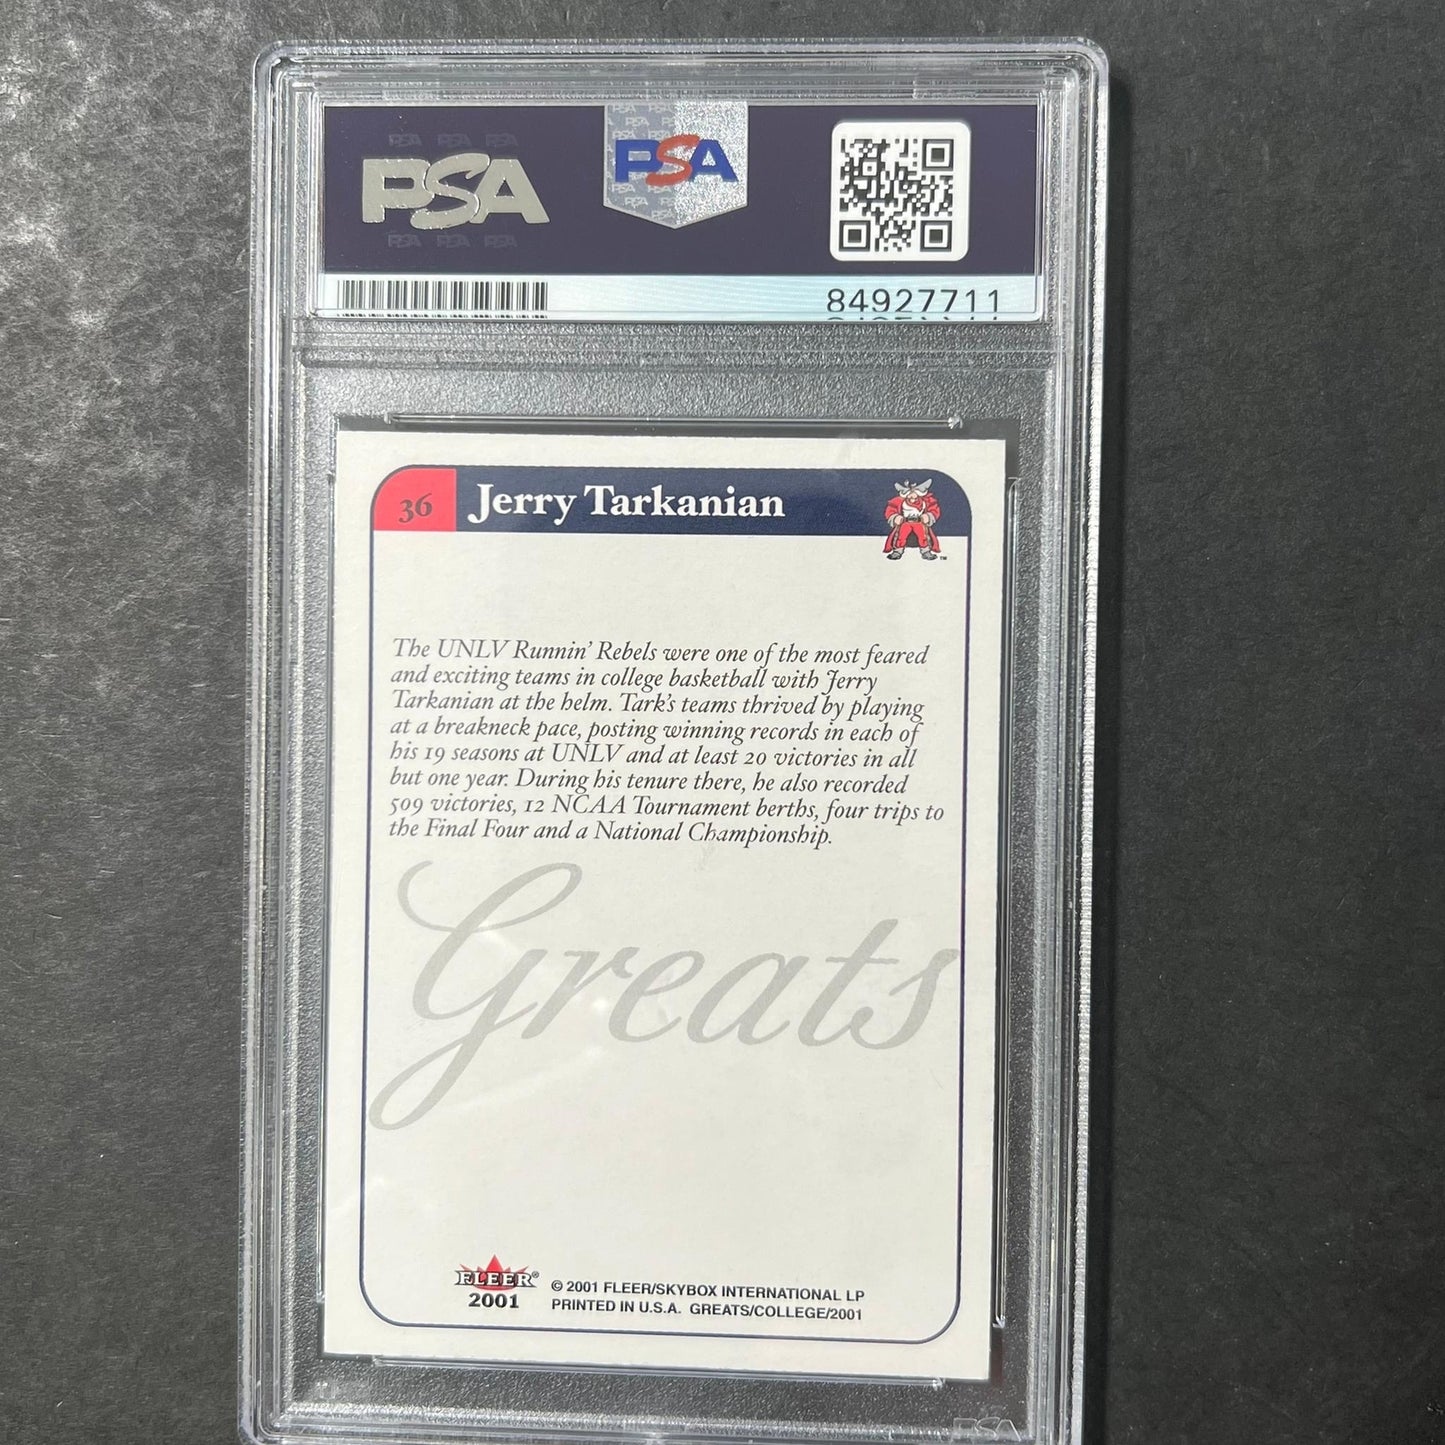 PSA
PSA
84927711
36 Jerry Tarkanian
The UNLV Runnin' Rebels were one of the most feared
and exciting teams in college basketball with Jerry
Tarkanian at the helm. Tark's teams thrived by playing
at a breakneck pace, posting winning records in each of
his 19 seasons at UNLV and at least 20 victories in all
but one year. During his tenure there, he also recorded
509 victories, 12 NCAA Tournament berths, four trips to
the Final Four and a National Championship.
Greats
FLEER®
2001
© 2001 FLEER/SKYBOX INTERNATIONAL LP
PRINTED IN U.S.A. GREATS/COLLEGE/2001
PSA